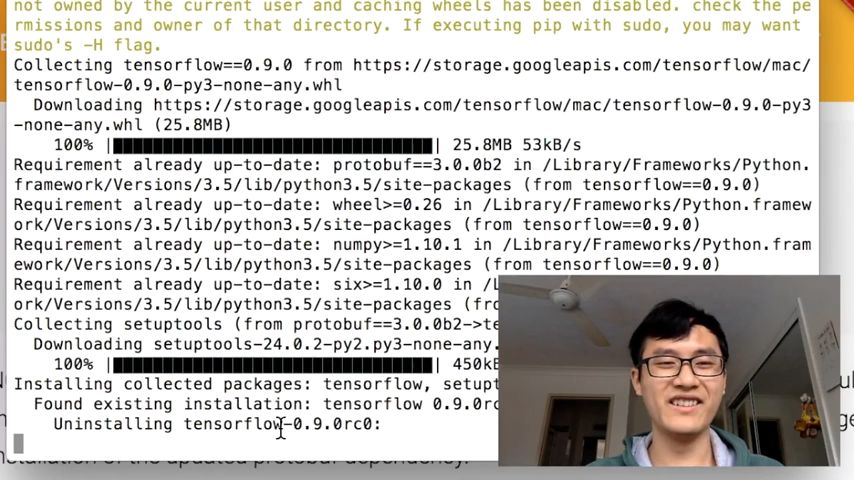 not owned by the current user and caching wheels has been disabled. check the pe
rmissions and owner of that directory. If executing pip with sudo, you may want
sudo's -H flag.
Collecting tensorflow==0.9.0 from https://storage.googleapis.com/tensorflow/mac/
tensorflow-0.9.0-py3-none-any.whl
Downloading https://storage.googleapis.com/tensorflow/mac/tensorflow-0.9.0-py3
-none-any.whl (25.8MB)
100% |████████████████████████████████| 25.8MB 53kB/s
Requirement already up-to-date: protobuf==3.0.0b2 in /Library/Frameworks/Python.
framework/Versions/3.5/lib/python3.5/site-packages (from tensorflow==0.9.0)
Requirement already up-to-date: wheel>=0.26 in /Library/Frameworks/Python.framew
ork/Versions/3.5/lib/python3.5/site-packages (from tensorflow==0.9.0)
Requirement already up-to-date: numpy>=1.10.1 in /Library/Frameworks/Python.fram
ework/Versions/3.5/lib/python3.5/site-packages (from tensorflow==0.9.0)
Requirement already up-to-date: six>=1.10.0 in /L
ork/Versions/3.5/lib/python3.5/site-packages (fro
Collecting setuptools (from protobuf==3.0.0b2->te
Downloading setuptools-24.0.2-py2.py3-none-any.
100% |████████████████████████████████| 450kB
Installing collected packages: tensorflow, setupt
Found existing installation: tensorflow 0.9.0rc
Uninstalling tensorflow-0.9.0rc0:
nstallation of the updated protobuf dependency.